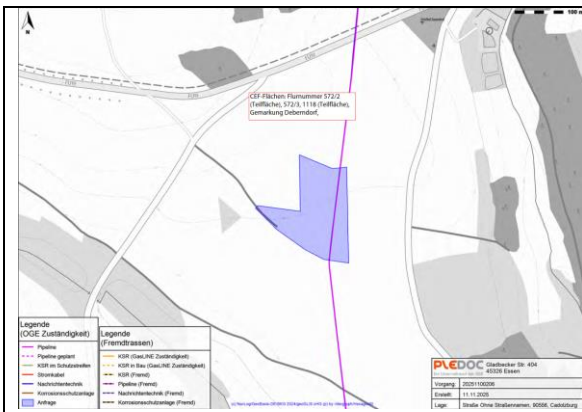 N
100 m
CEF-Flächen: Flurnummer 572/2
(Teilfläche), 572/3, 1118 (Teilfläche),
Gemarkung Deberndorf,
Legende
(OGE Zuständigkeit)
Pipeline
Pipeline geplant
KSR im Schutzstreifen
Stromkabel
Nachrichtentechnik
Korrosionsschutzanlage
Anfrage
Legende
(Fremdtrassen)
KSR (GasLINE Zuständigkeit)
KSR in Bau (GasLINE Zuständigkeit)
KSR (Fremd)
Pipeline (Fremd)
Nachrichtentechnik (Fremd)
Korrosionsschutzanlage (Fremd)
PLEDOC
Gladbecker Str. 404
45326 Essen
Vorgang: 20251100206
Erstellt: 11.11.2025
Lage: Straße Ohne Straßennamen, 90556, Cadolzburg